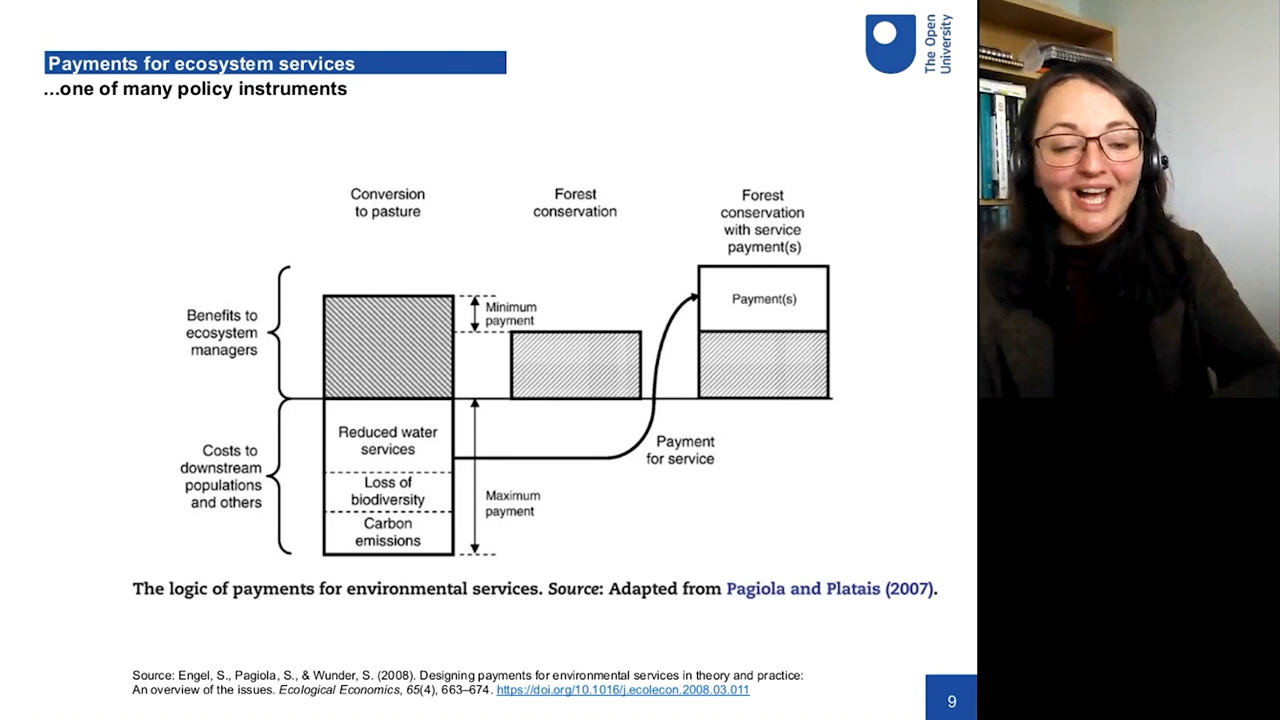 Payments for ecosystem services
...one of many policy instruments
The Open
University
Conversion
to pasture
Forest
conservation
Forest
conservation
with service
payment(s)
Benefits to
ecosystem
managers
Minimum
payment
Payment(s)
Costs to
downstream
populations
and others
Reduced water
services
Loss of
biodiversity
Carbon
emissions
Maximum
payment
Payment
for service
The logic of payments for environmental services. Source: Adapted from Pagiola and Platais (2007).
Source: Engel, S., Pagiola, S., & Wunder, S. (2008). Designing payments for environmental services in theory and practice:
An overview of the issues. Ecological Economics, 65(4), 663–674. https://doi.org/10.1016/j.ecolecon.2008.03.011
9